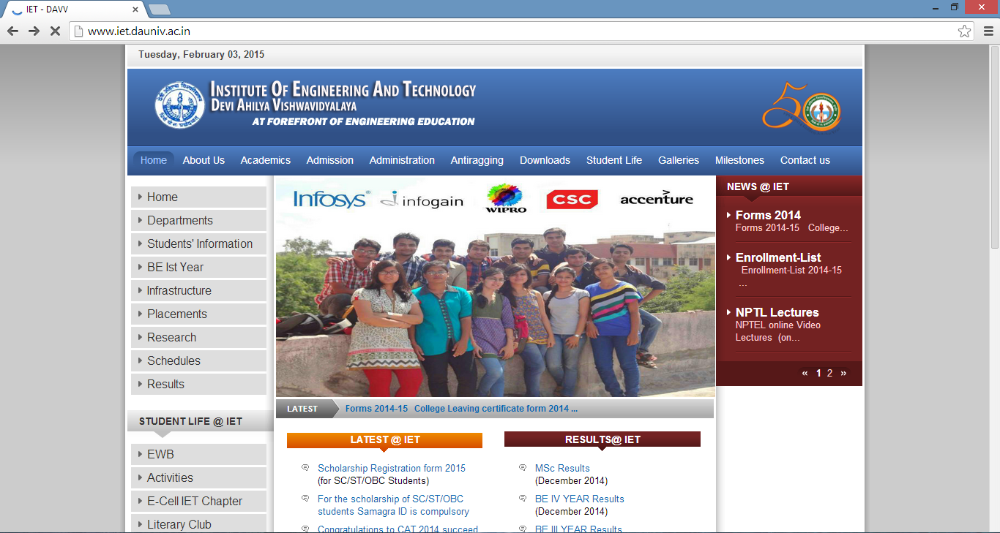 IET - DAVV
www.iet.dauniv.ac.in
Tuesday, February 03, 2015
INSTITUTE OF ENGINEERING AND TECHNOLOGY
DEVI AHILYA VISHWAVIDYALAYA
AT FOREFRONT OF ENGINEERING EDUCATION
50
Home About Us Academics Admission Administration Antiragging Downloads Student Life Galleries Milestones Contact us
Home
Departments
Students' Information
BE Ist Year
Infrastructure
Placements
Research
Schedules
Results
STUDENT LIFE @ IET
EWB
Activities
E-Cell IET Chapter
Literary Club
Infosys® infogain WIPRO CSC accenture
LATEST Forms 2014-15 College Leaving certificate form 2014 ...
LATEST @ IET
Scholarship Registration form 2015
(for SC/ST/OBC Students)
For the scholarship of SC/ST/OBC
students Samagra ID is compulsory
Congratulations to CAT 2014 succeed
RESULTS@ IET
MSc Results
(December 2014)
BE IV YEAR Results
(December 2014)
BE III YEAR Results
NEWS @ IET
Forms 2014
Forms 2014-15 College...
Enrollment-List
Enrollment-List 2014-15
...
NPTL Lectures
NPTEL online Video
Lectures (on...
« 1 2 »